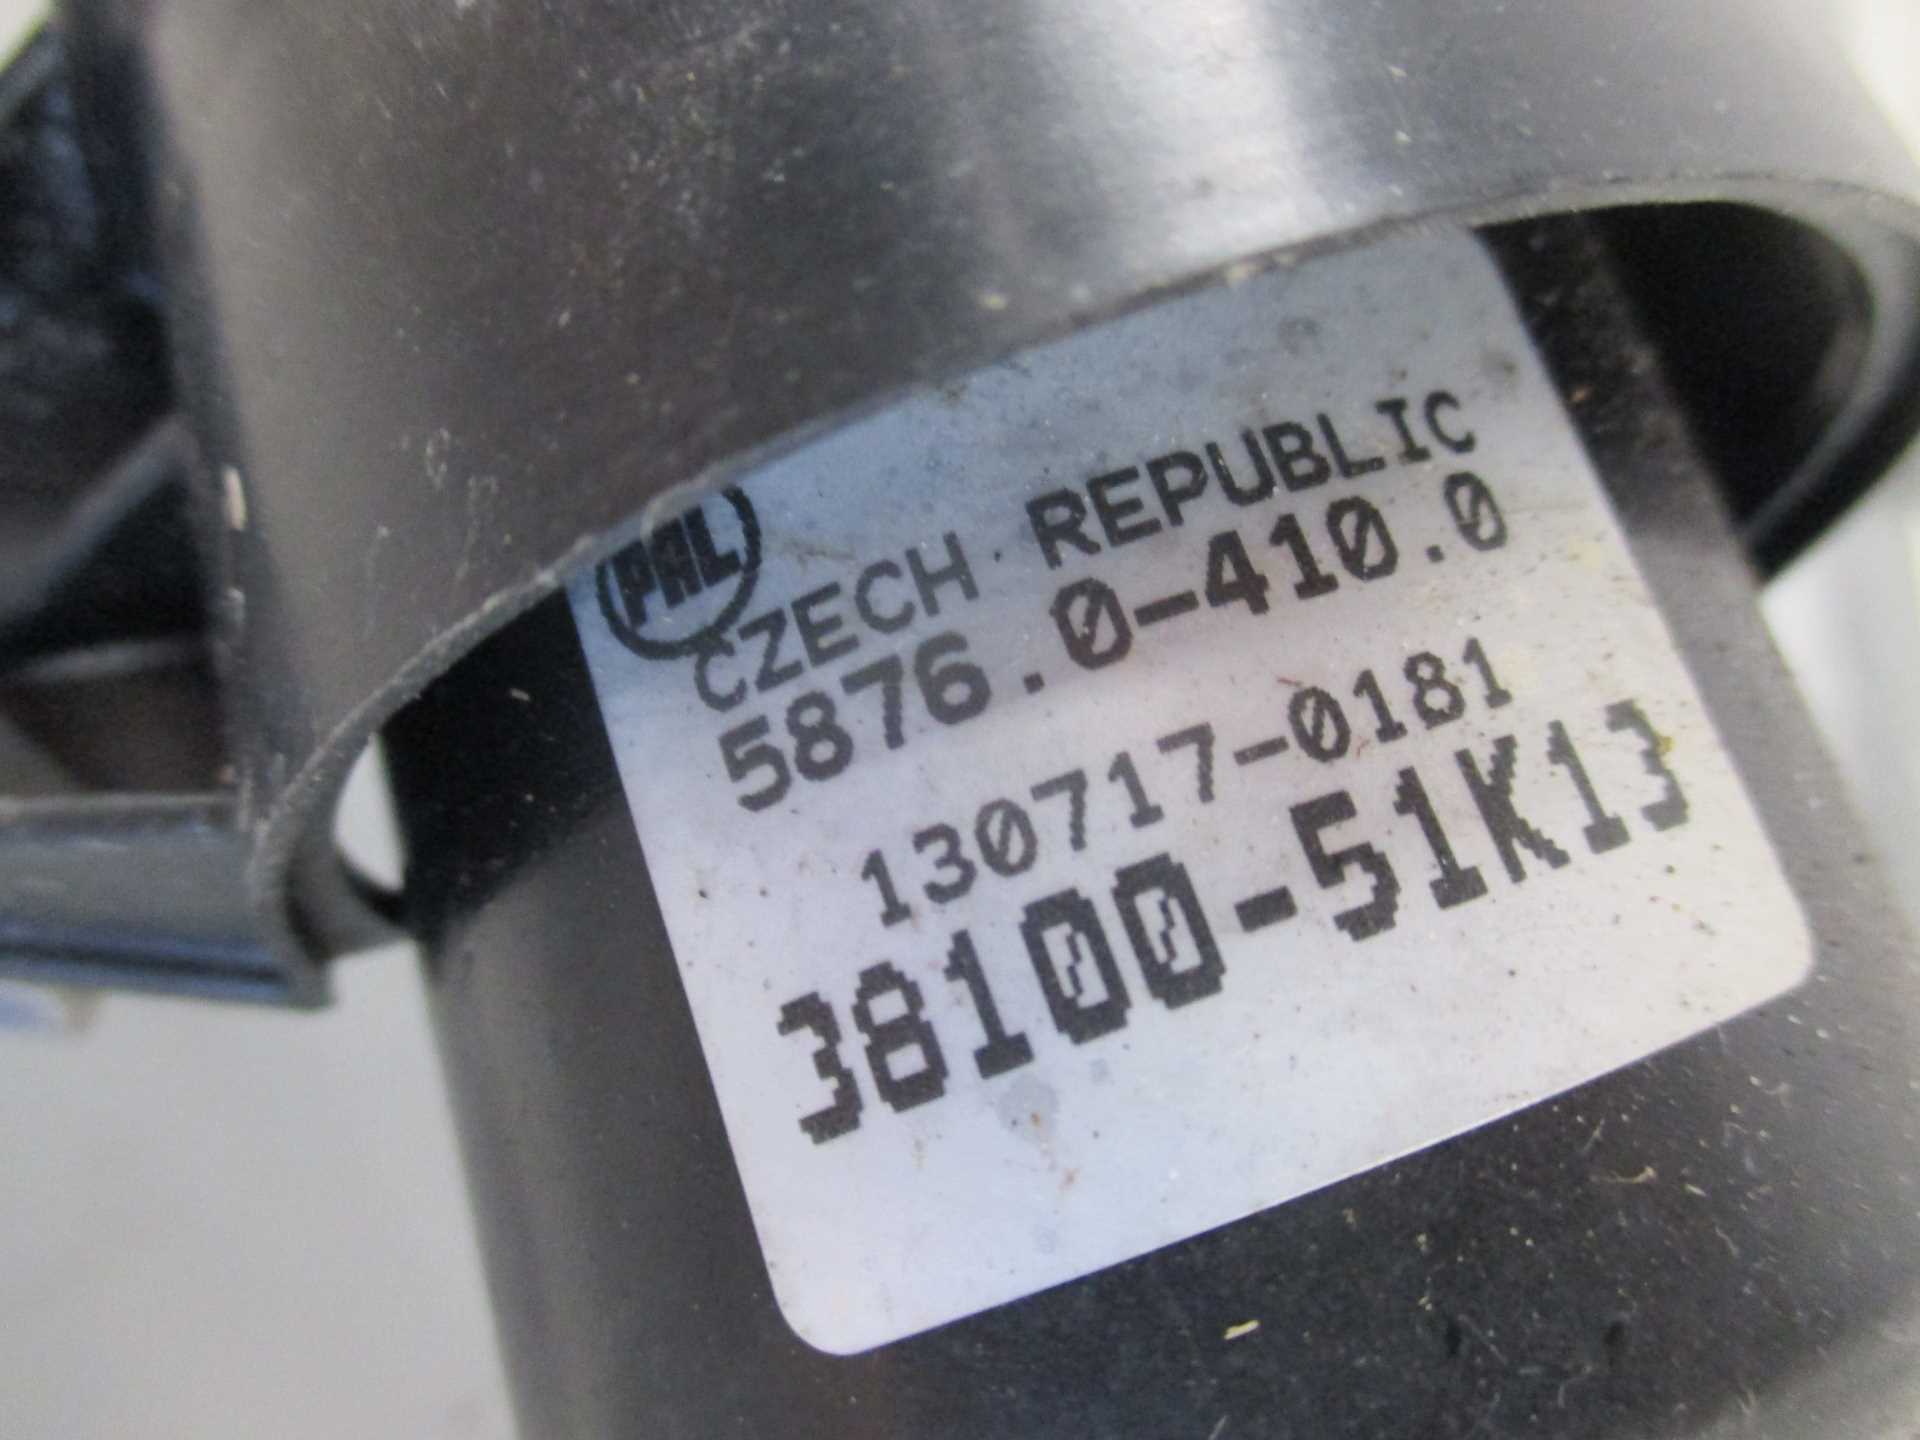 PAL
CZECH REPUBLIC
5876.0-410.0
130717-0181
38100-51K13